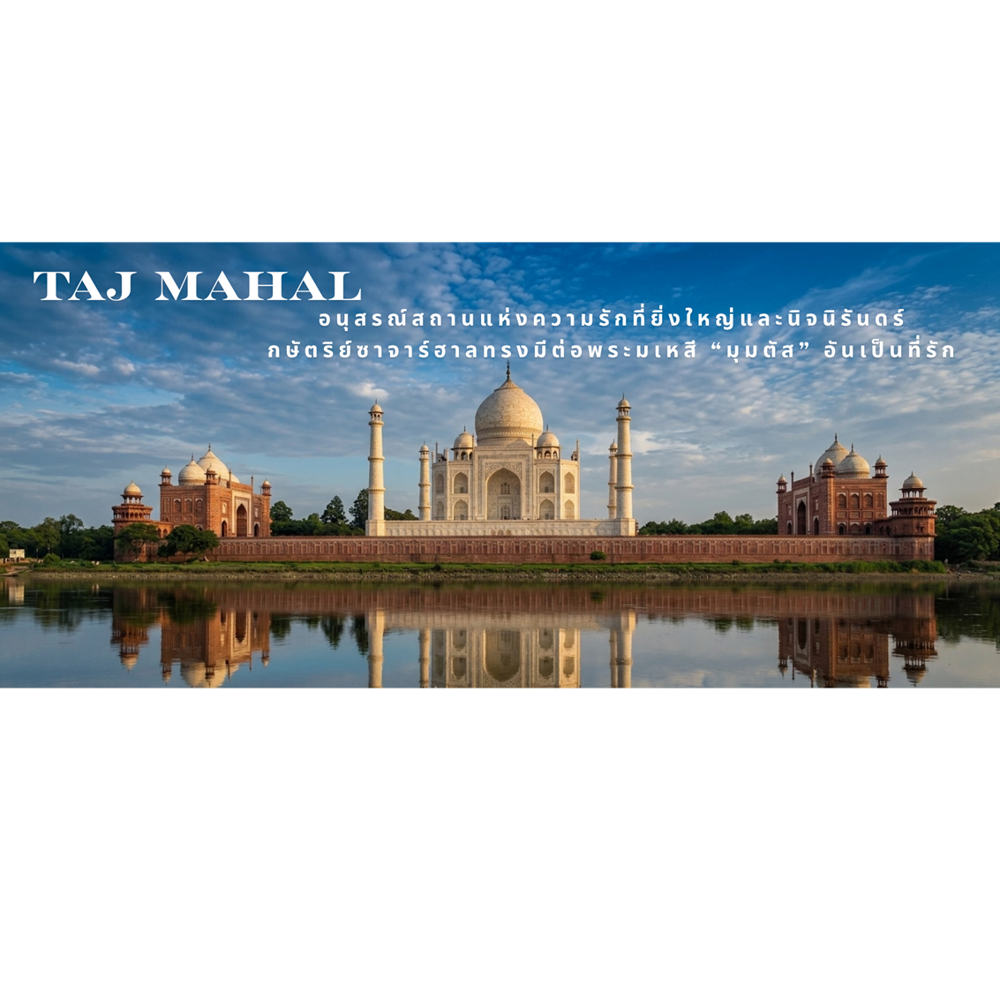 TAJ MAHAL
อนุสรณ์สถานแห่งความรักที่ยิ่งใหญ่และนิจนิรันดร์
กษัตริย์ซาจาร์ฮาลทรงมีต่อพระมเหสี “มุมตัส” อันเป็นที่รัก